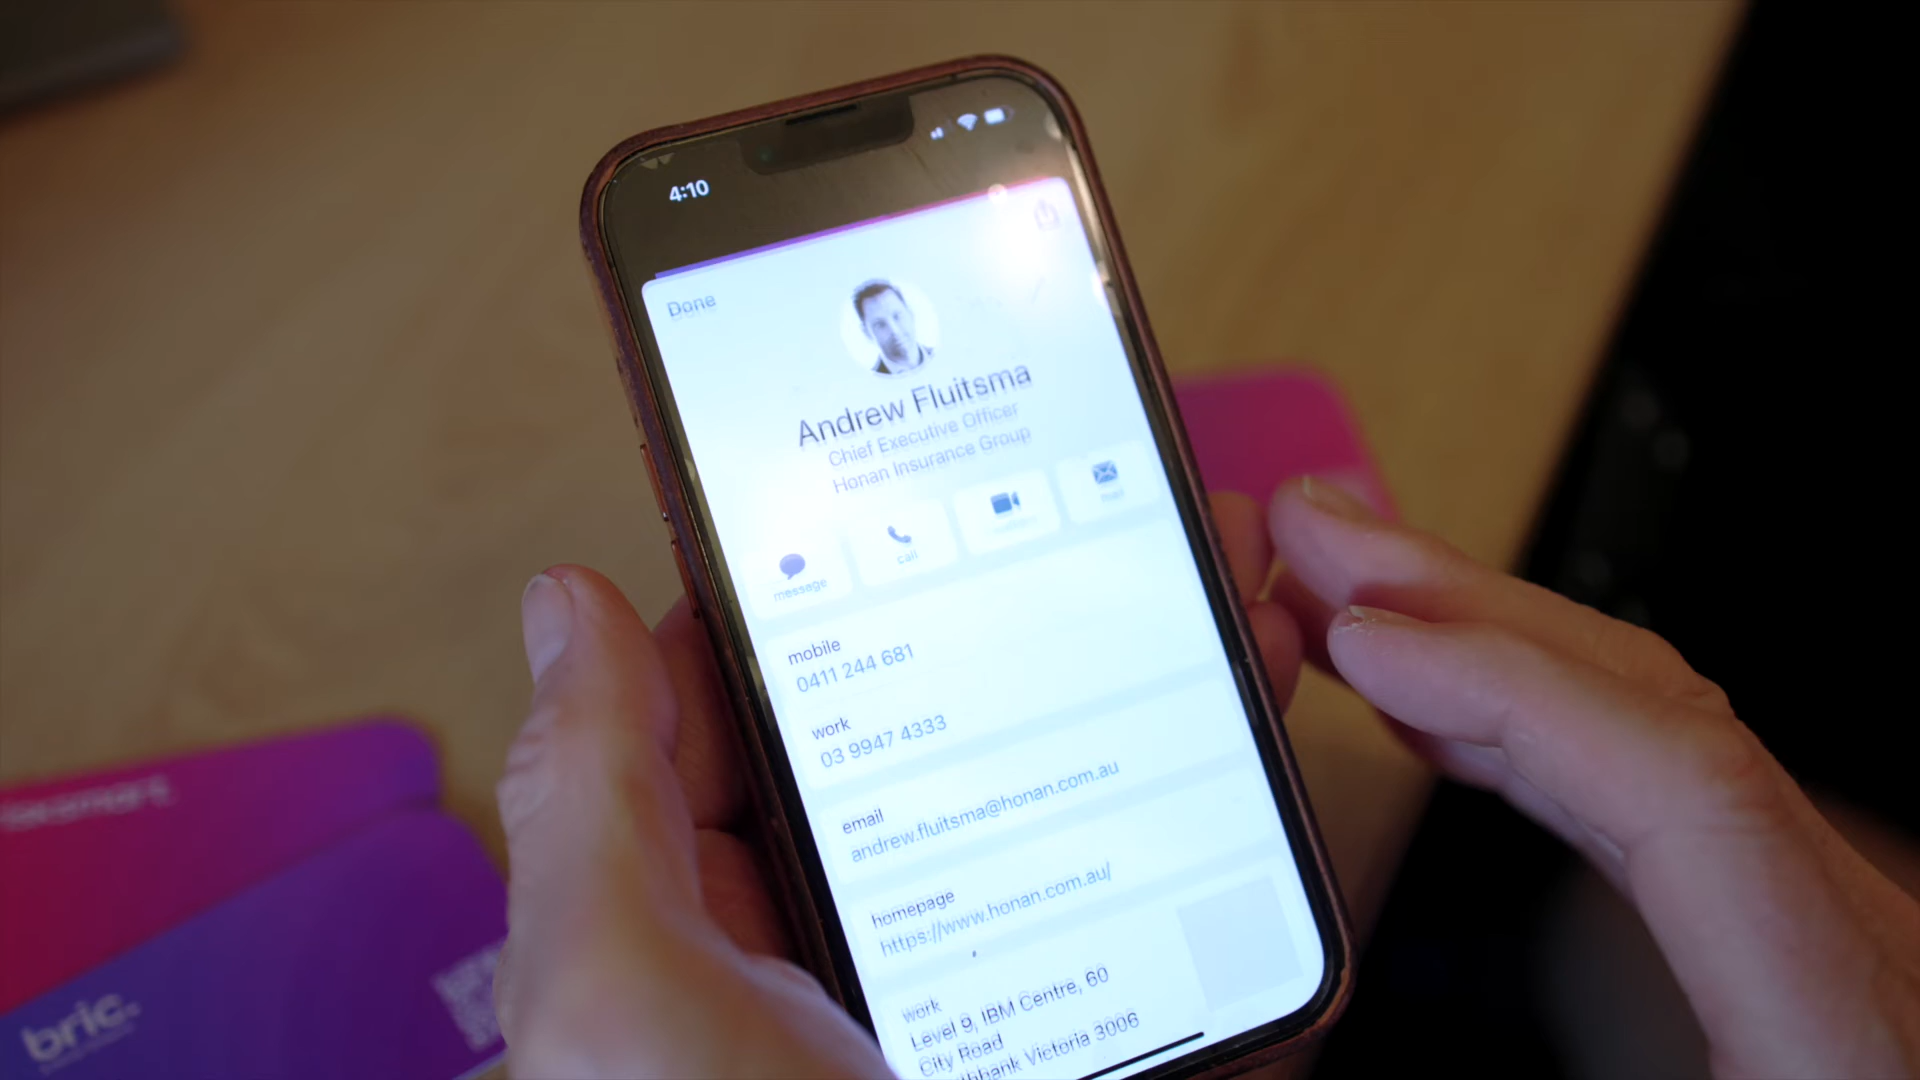 4:10
Done
Andrew Fluitsma
Chief Executive Officer
Honan Insurance Group
message
call
mail
mobile
0411 244 681
work
03 9947 4333
email
andrew.fluitsma@honan.com.au
homepage
https://www.honan.com.au/
work
Level 9, IBM Centre, 60
City Road
Victoria 3006
bric.